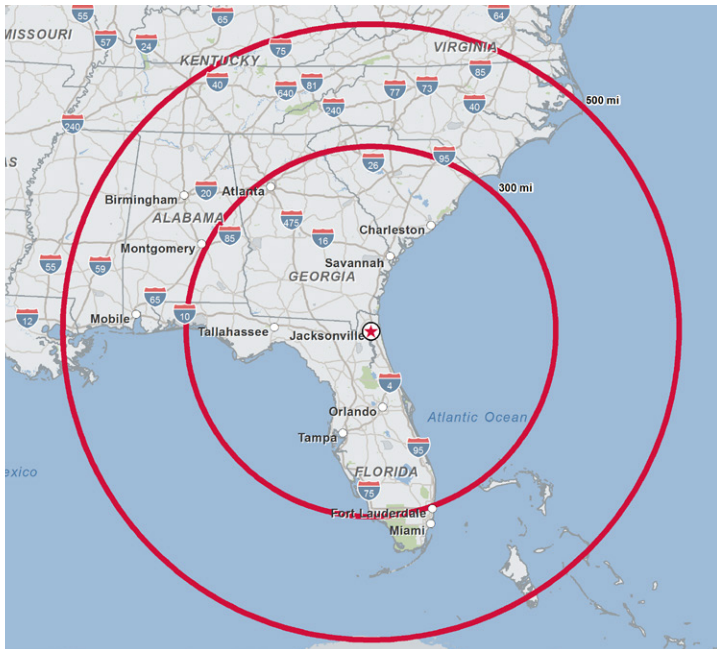 55
65
64
MISSOURI
57
24
75
VIRGINIA
KENTUCKY
40
640
81
77
73
85
500 mi
240
40
240
95
AS
26
Birmingham
20
Atlanta
300 mi
ALABAMA
475
Charleston
Montgomery
85
16
55
59
Savannah
65
GEORGIA
12
Mobile
10
Tallahassee
Jacksonville
4
Orlando
Atlantic Ocean
Tampa
95
exico
FLORIDA
75
Fort Lauderdale
Miami